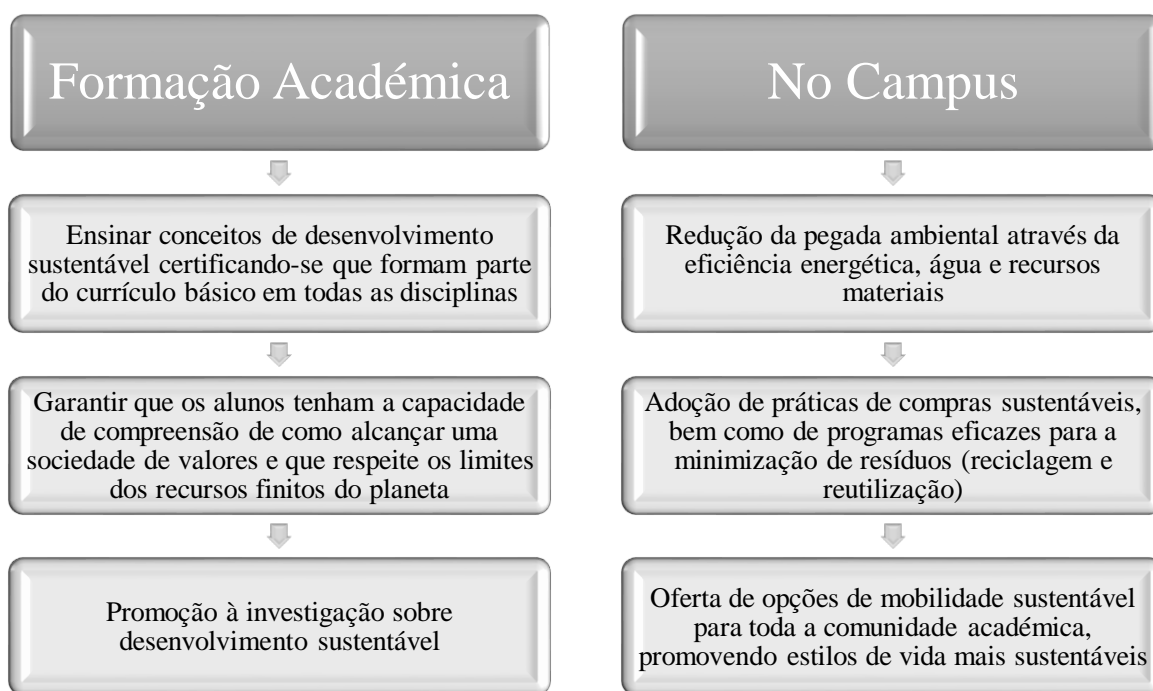 Formação Académica
Ensinar conceitos de desenvolvimento
sustentável certificando-se que formam parte
do currículo básico em todas as disciplinas
Garantir que os alunos tenham a capacidade
de compreensão de como alcançar uma
sociedade de valores e que respeite os limites
dos recursos finitos do planeta
Promoção à investigação sobre
desenvolvimento sustentável
No Campus
Redução da pegada ambiental através da
eficiência energética, água e recursos
materiais
Adoção de práticas de compras sustentáveis,
bem como de programas eficazes para a
minimização de resíduos (reciclagem e
reutilização)
Oferta de opções de mobilidade sustentável
para toda a comunidade académica,
promovendo estilos de vida mais sustentáveis